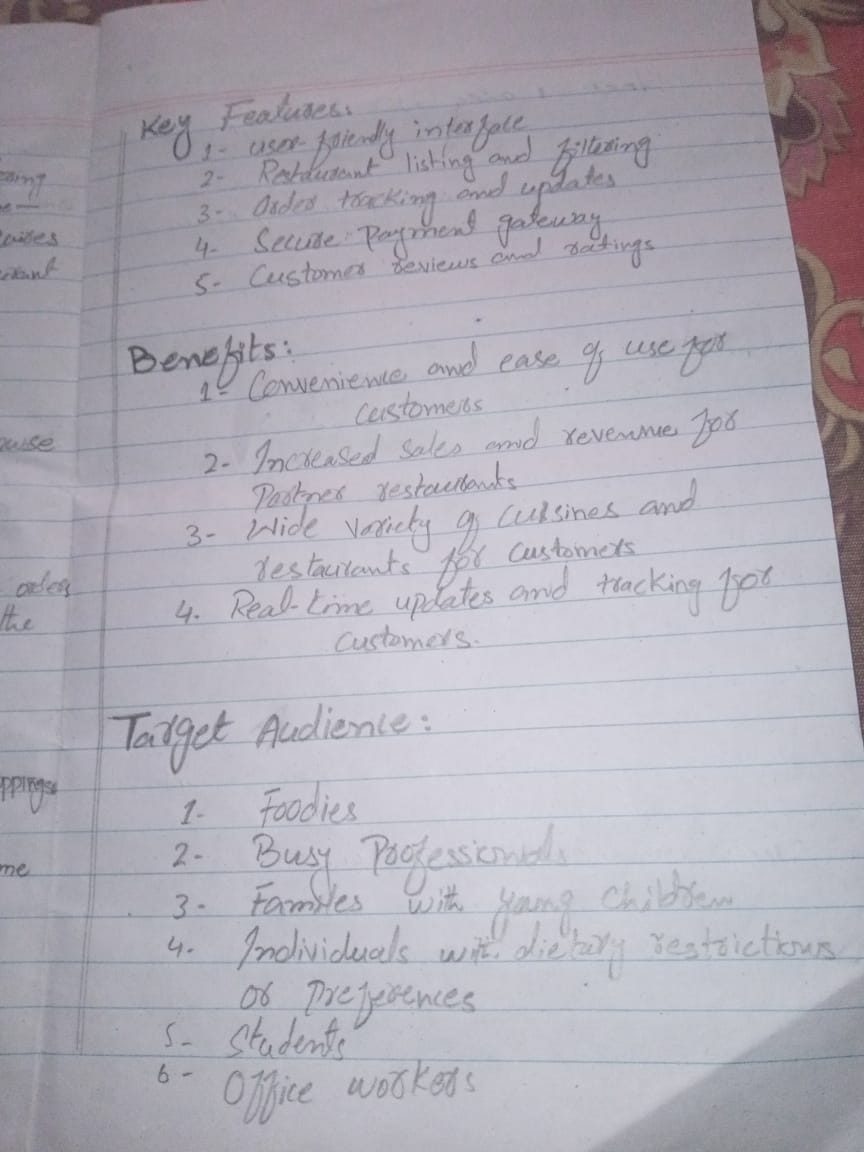 Key Features:
1- user friendly interface
2- Restaurant listing and filtering
3- Order tracking and updates
4- Secure Payment gateway
5- Customer reviews and ratings
Benefits:
1- Convenience and ease of use for
customers
2- Increased sales and revenue for
Partner restaurants
3- Wide variety of cuisines and
restaurants for customers
4. Real-time updates and tracking for
customers.
Target Audience:
1- Foodies
2- Busy Professionals
3- Families with young children
4. Individuals with dietary restrictions
or Preferences
5- Students
6- Office workers
orders
the
me